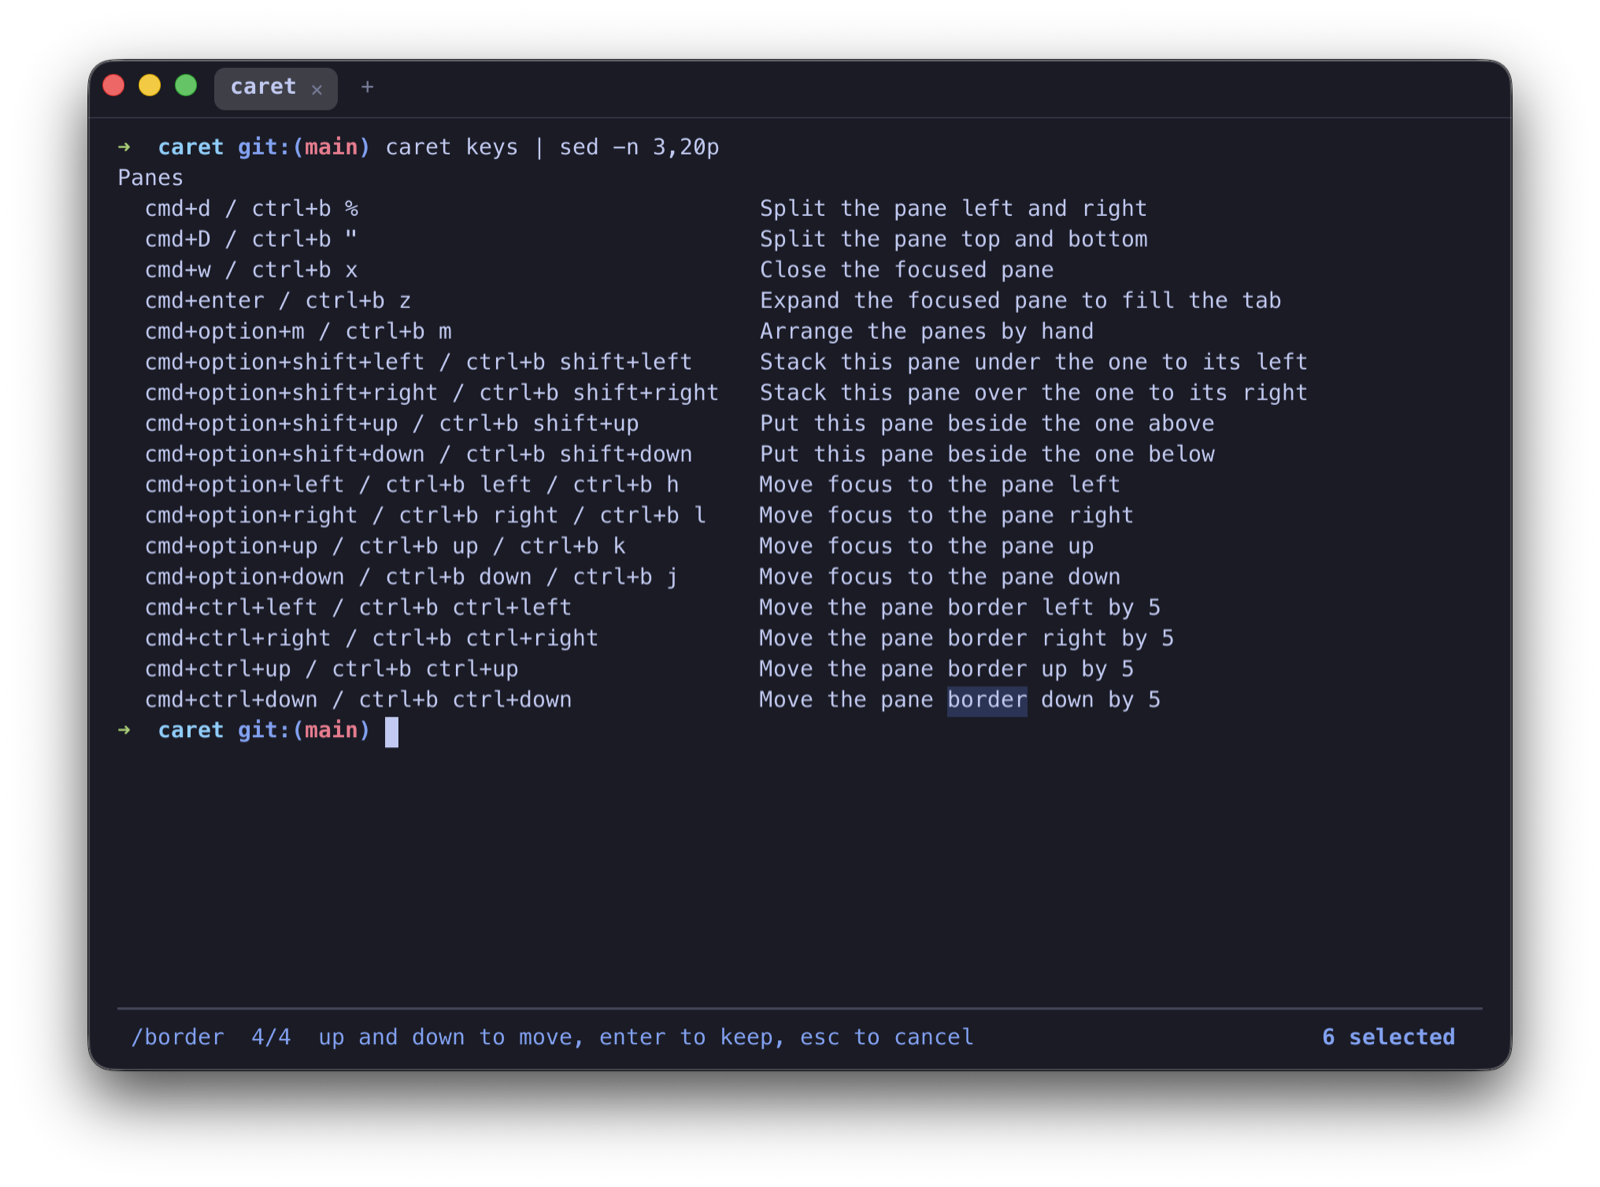 caret × +
➜  caret git:(main) caret keys | sed -n 3,20p
Panes
  cmd+d / ctrl+b %                              Split the pane left and right
  cmd+D / ctrl+b "                              Split the pane top and bottom
  cmd+w / ctrl+b x                              Close the focused pane
  cmd+enter / ctrl+b z                          Expand the focused pane to fill the tab
  cmd+option+m / ctrl+b m                       Arrange the panes by hand
  cmd+option+shift+left / ctrl+b shift+left     Stack this pane under the one to its left
  cmd+option+shift+right / ctrl+b shift+right   Stack this pane over the one to its right
  cmd+option+shift+up / ctrl+b shift+up         Put this pane beside the one above
  cmd+option+shift+down / ctrl+b shift+down     Put this pane beside the one below
  cmd+option+left / ctrl+b left / ctrl+b h      Move focus to the pane left
  cmd+option+right / ctrl+b right / ctrl+b l    Move focus to the pane right
  cmd+option+up / ctrl+b up / ctrl+b k          Move focus to the pane up
  cmd+option+down / ctrl+b down / ctrl+b j      Move focus to the pane down
  cmd+ctrl+left / ctrl+b ctrl+left              Move the pane border left by 5
  cmd+ctrl+right / ctrl+b ctrl+right            Move the pane border right by 5
  cmd+ctrl+up / ctrl+b ctrl+up                  Move the pane border up by 5
  cmd+ctrl+down / ctrl+b ctrl+down              Move the pane border down by 5
➜  caret git:(main)
/border  4/4  up and down to move, enter to keep, esc to cancel  6 selected